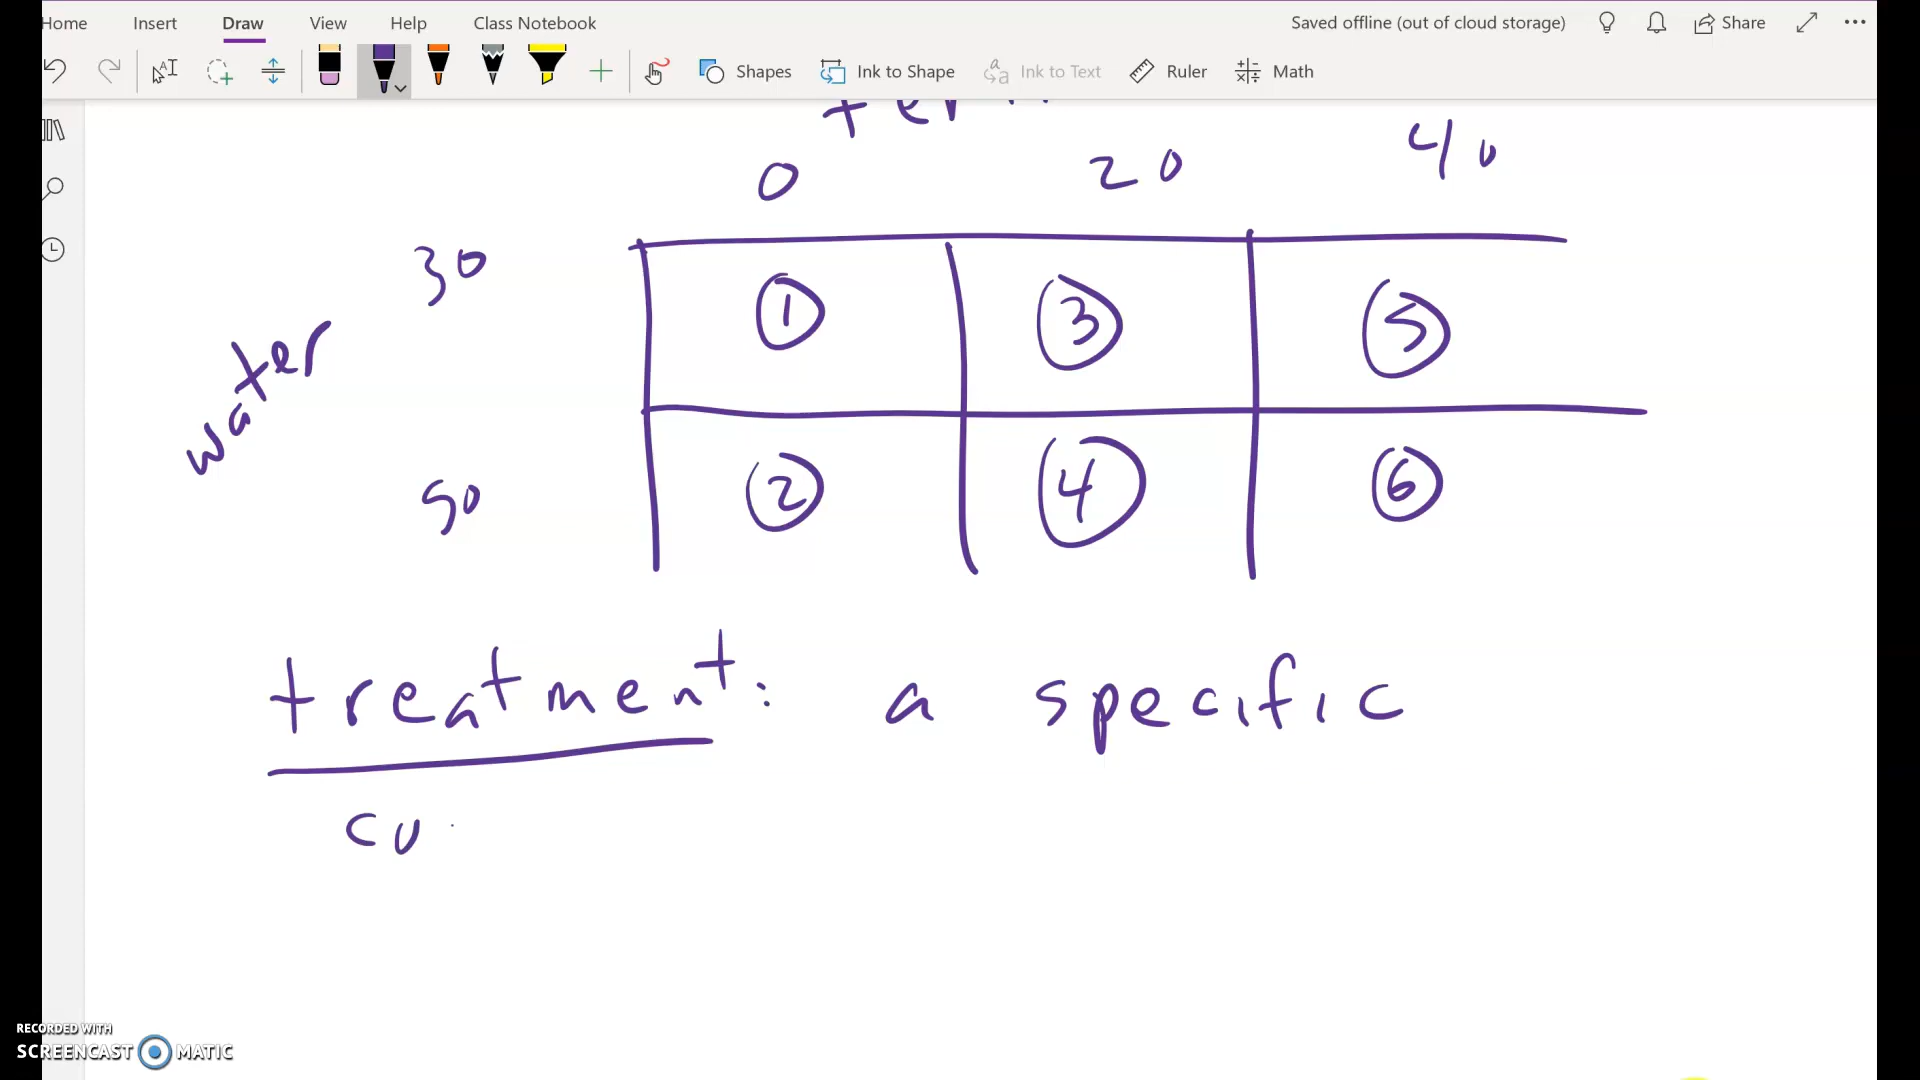 Home Insert Draw View Help Class Notebook Saved offline (out of cloud storage) Share
Shapes Ink to Shape Ink to Text Ruler Math
0 20 40
30 1 3 5
water
50 2 4 6
treatment: a specific
co
RECORDED WITH
SCREENCAST MATIC